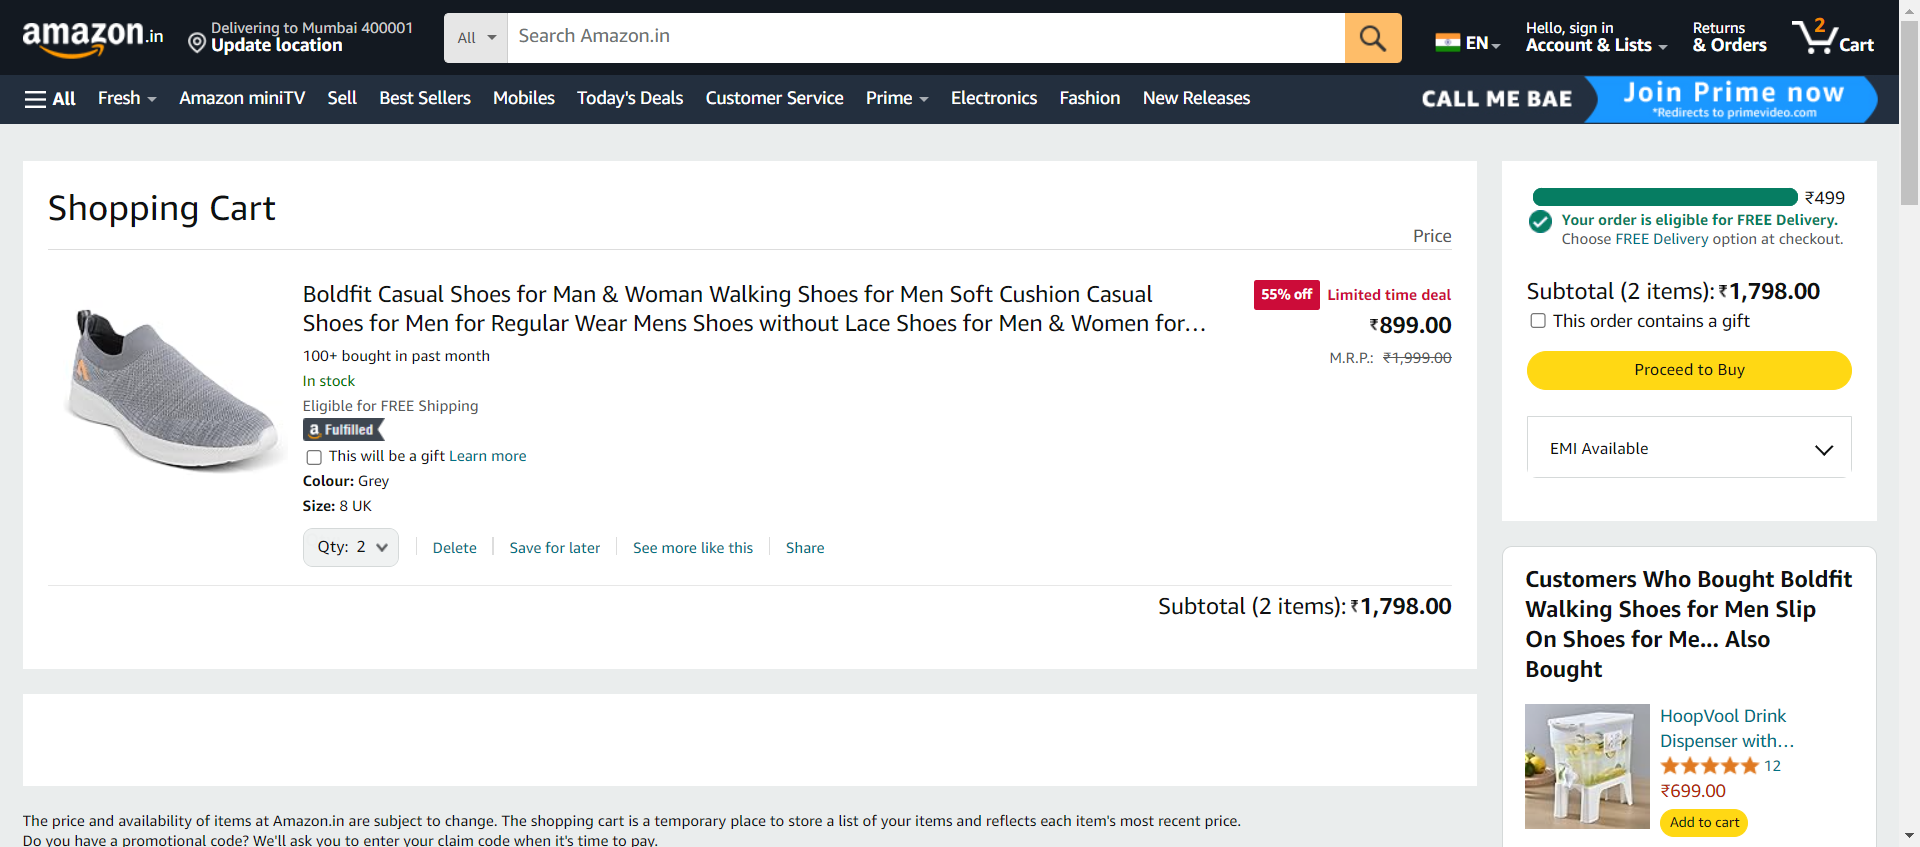 amazon.in
Delivering to Mumbai 400001
Update location
All
Search Amazon.in
EN
Hello, sign in
Account & Lists
Returns
& Orders
2
Cart
All
Fresh
Amazon miniTV
Sell
Best Sellers
Mobiles
Today's Deals
Customer Service
Prime
Electronics
Fashion
New Releases
CALL ME BAE
Join Prime now
*Redirects to primevideo.com
Shopping Cart
Price
Boldfit Casual Shoes for Man & Woman Walking Shoes for Men Soft Cushion Casual
Shoes for Men for Regular Wear Mens Shoes without Lace Shoes for Men & Women for...
100+ bought in past month
In stock
Eligible for FREE Shipping
a Fulfilled
This will be a gift Learn more
Colour: Grey
Size: 8 UK
Qty: 2
Delete
Save for later
See more like this
Share
55% off
Limited time deal
₹899.00
M.R.P.: ₹1,999.00
Subtotal (2 items): ₹1,798.00
₹499
Your order is eligible for FREE Delivery.
Choose FREE Delivery option at checkout.
Subtotal (2 items): ₹1,798.00
This order contains a gift
Proceed to Buy
EMI Available
Customers Who Bought Boldfit
Walking Shoes for Men Slip
On Shoes for Me... Also
Bought
HoopVool Drink
Dispenser with...
12
₹699.00
Add to cart
The price and availability of items at Amazon.in are subject to change. The shopping cart is a temporary place to store a list of your items and reflects each item's most recent price.
Do you have a promotional code? We'll ask you to enter your claim code when it's time to pay.